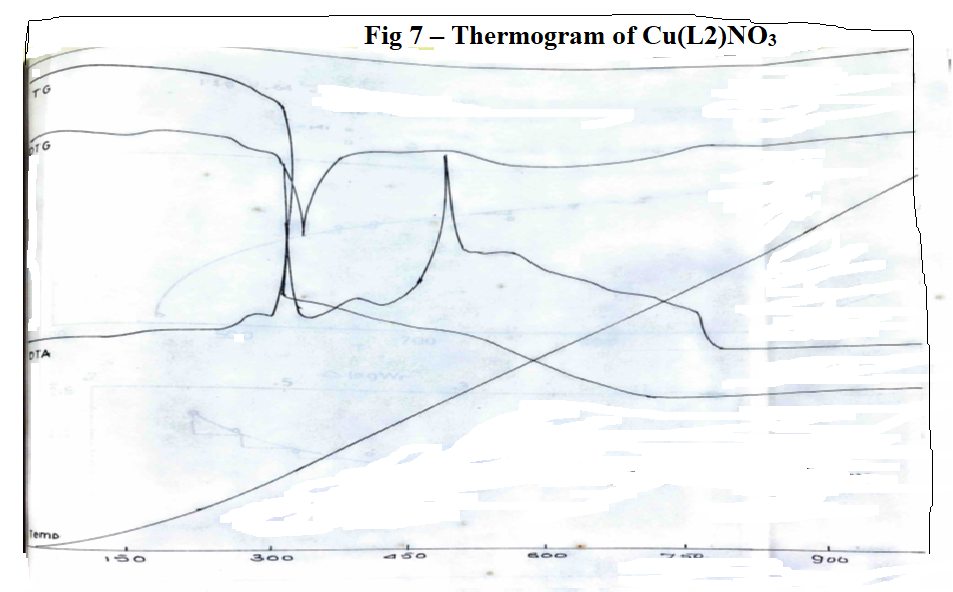 Fig 7 – Thermogram of Cu(L2)NO₃
TG
DTG
DTA
Temp
150
300
450
600
750
900